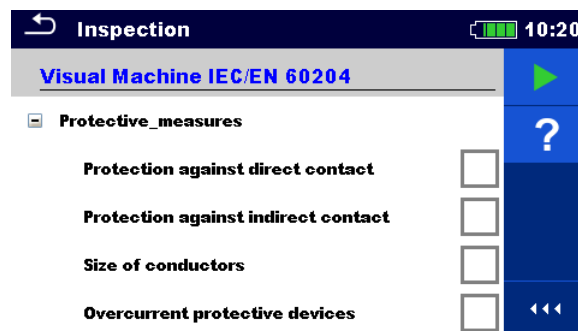 Inspection
10:20
Visual Machine IEC/EN 60204
?
Protective_measures
Protection against direct contact
Protection against indirect contact
Size of conductors
Overcurrent protective devices